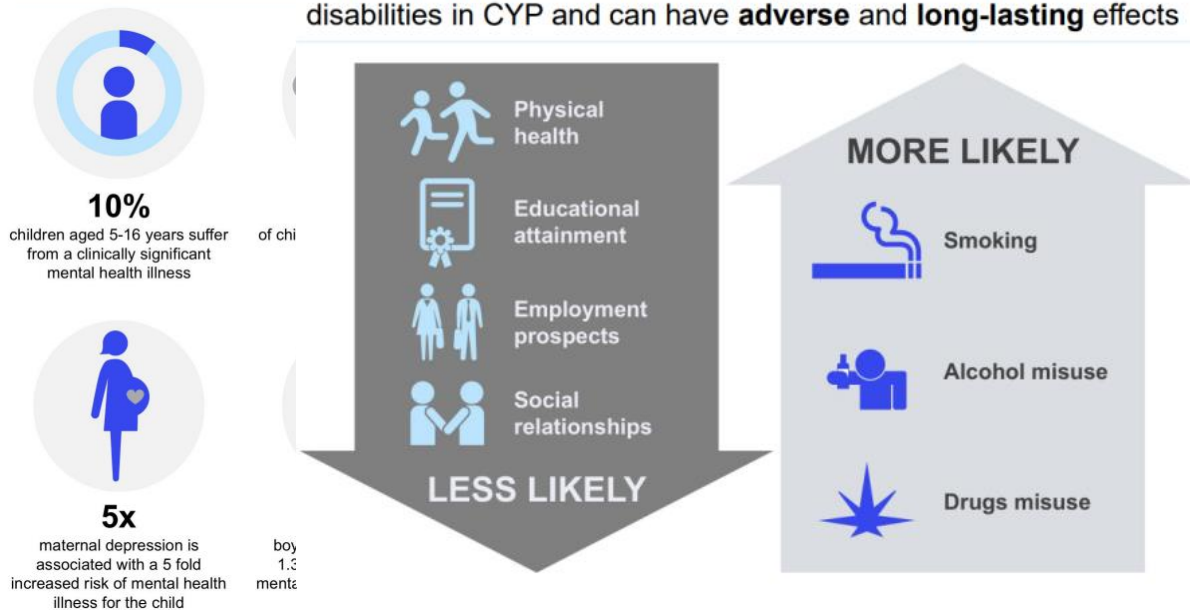 disabilities in CYP and can have adverse and long-lasting effects
10%
children aged 5-16 years suffer
from a clinically significant
mental health illness
of chi
5x
maternal depression is
associated with a 5 fold
increased risk of mental health
illness for the child
boy
1.3
menta
Physical
health
Educational
attainment
Employment
prospects
Social
relationships
LESS LIKELY
MORE LIKELY
Smoking
Alcohol misuse
Drugs misuse